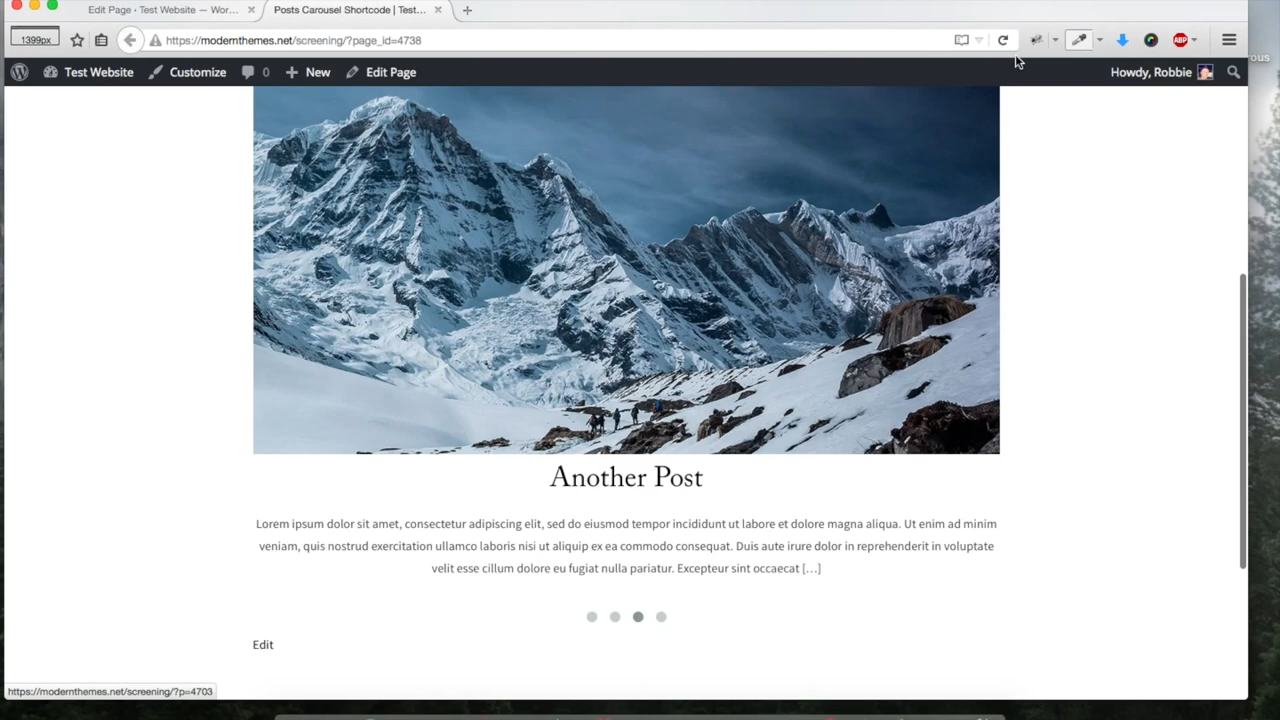 Edit Page · Test Website — Wor...
Posts Carousel Shortcode | Test...
1399px
https://modernthemes.net/screening/?page_id=4738
ABP
Test Website
Customize
0
New
Edit Page
Howdy, Robbie
ous
Another Post
Lorem ipsum dolor sit amet, consectetur adipiscing elit, sed do eiusmod tempor incididunt ut labore et dolore magna aliqua. Ut enim ad minim
veniam, quis nostrud exercitation ullamco laboris nisi ut aliquip ex ea commodo consequat. Duis aute irure dolor in reprehenderit in voluptate
velit esse cillum dolore eu fugiat nulla pariatur. Excepteur sint occaecat […]
Edit
https://modernthemes.net/screening/?p=4703